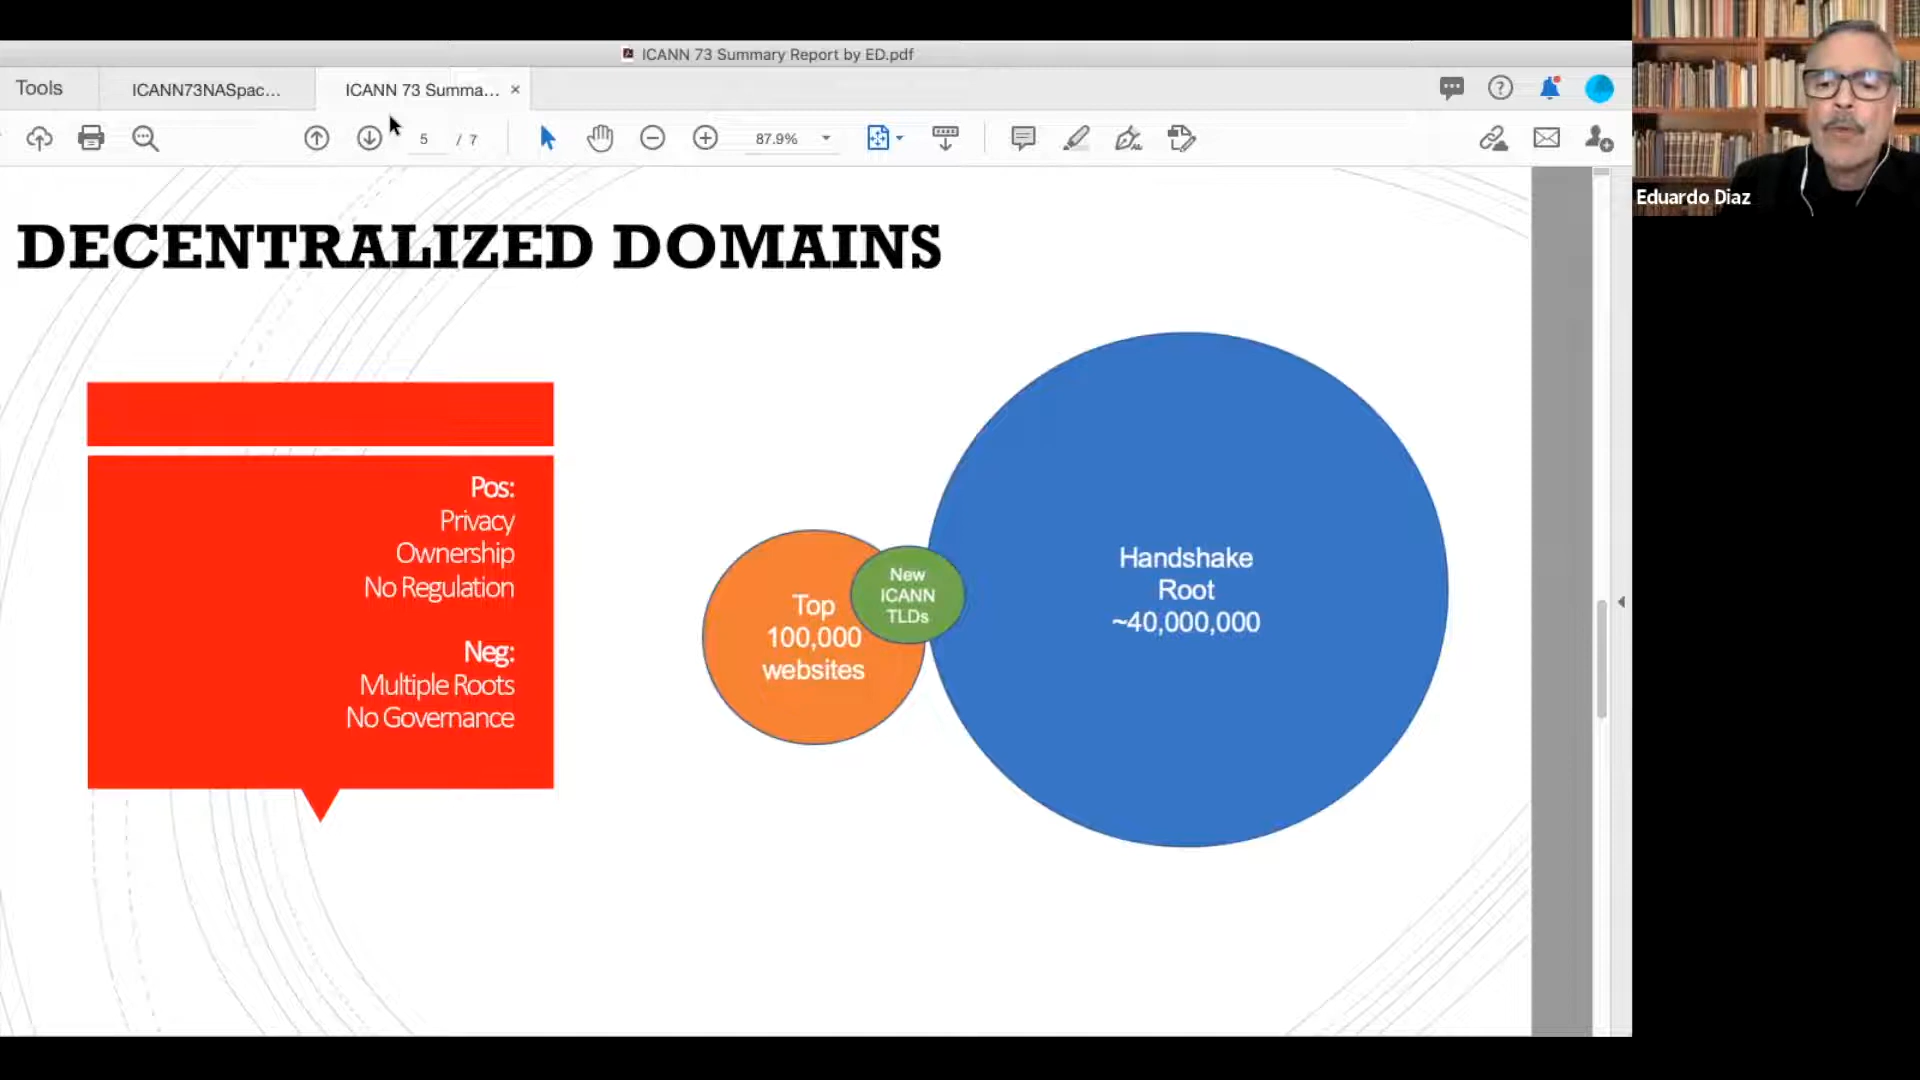 ICANN 73 Summary Report by ED.pdf
Tools
ICANN73NASpac...
ICANN 73 Summa... ×
5 / 7
87.9%
Eduardo Diaz
DECENTRALIZED DOMAINS
Pos:
Privacy
Ownership
No Regulation
Neg:
Multiple Roots
No Governance
Top
100,000
websites
New
ICANN
TLDs
Handshake
Root
~40,000,000